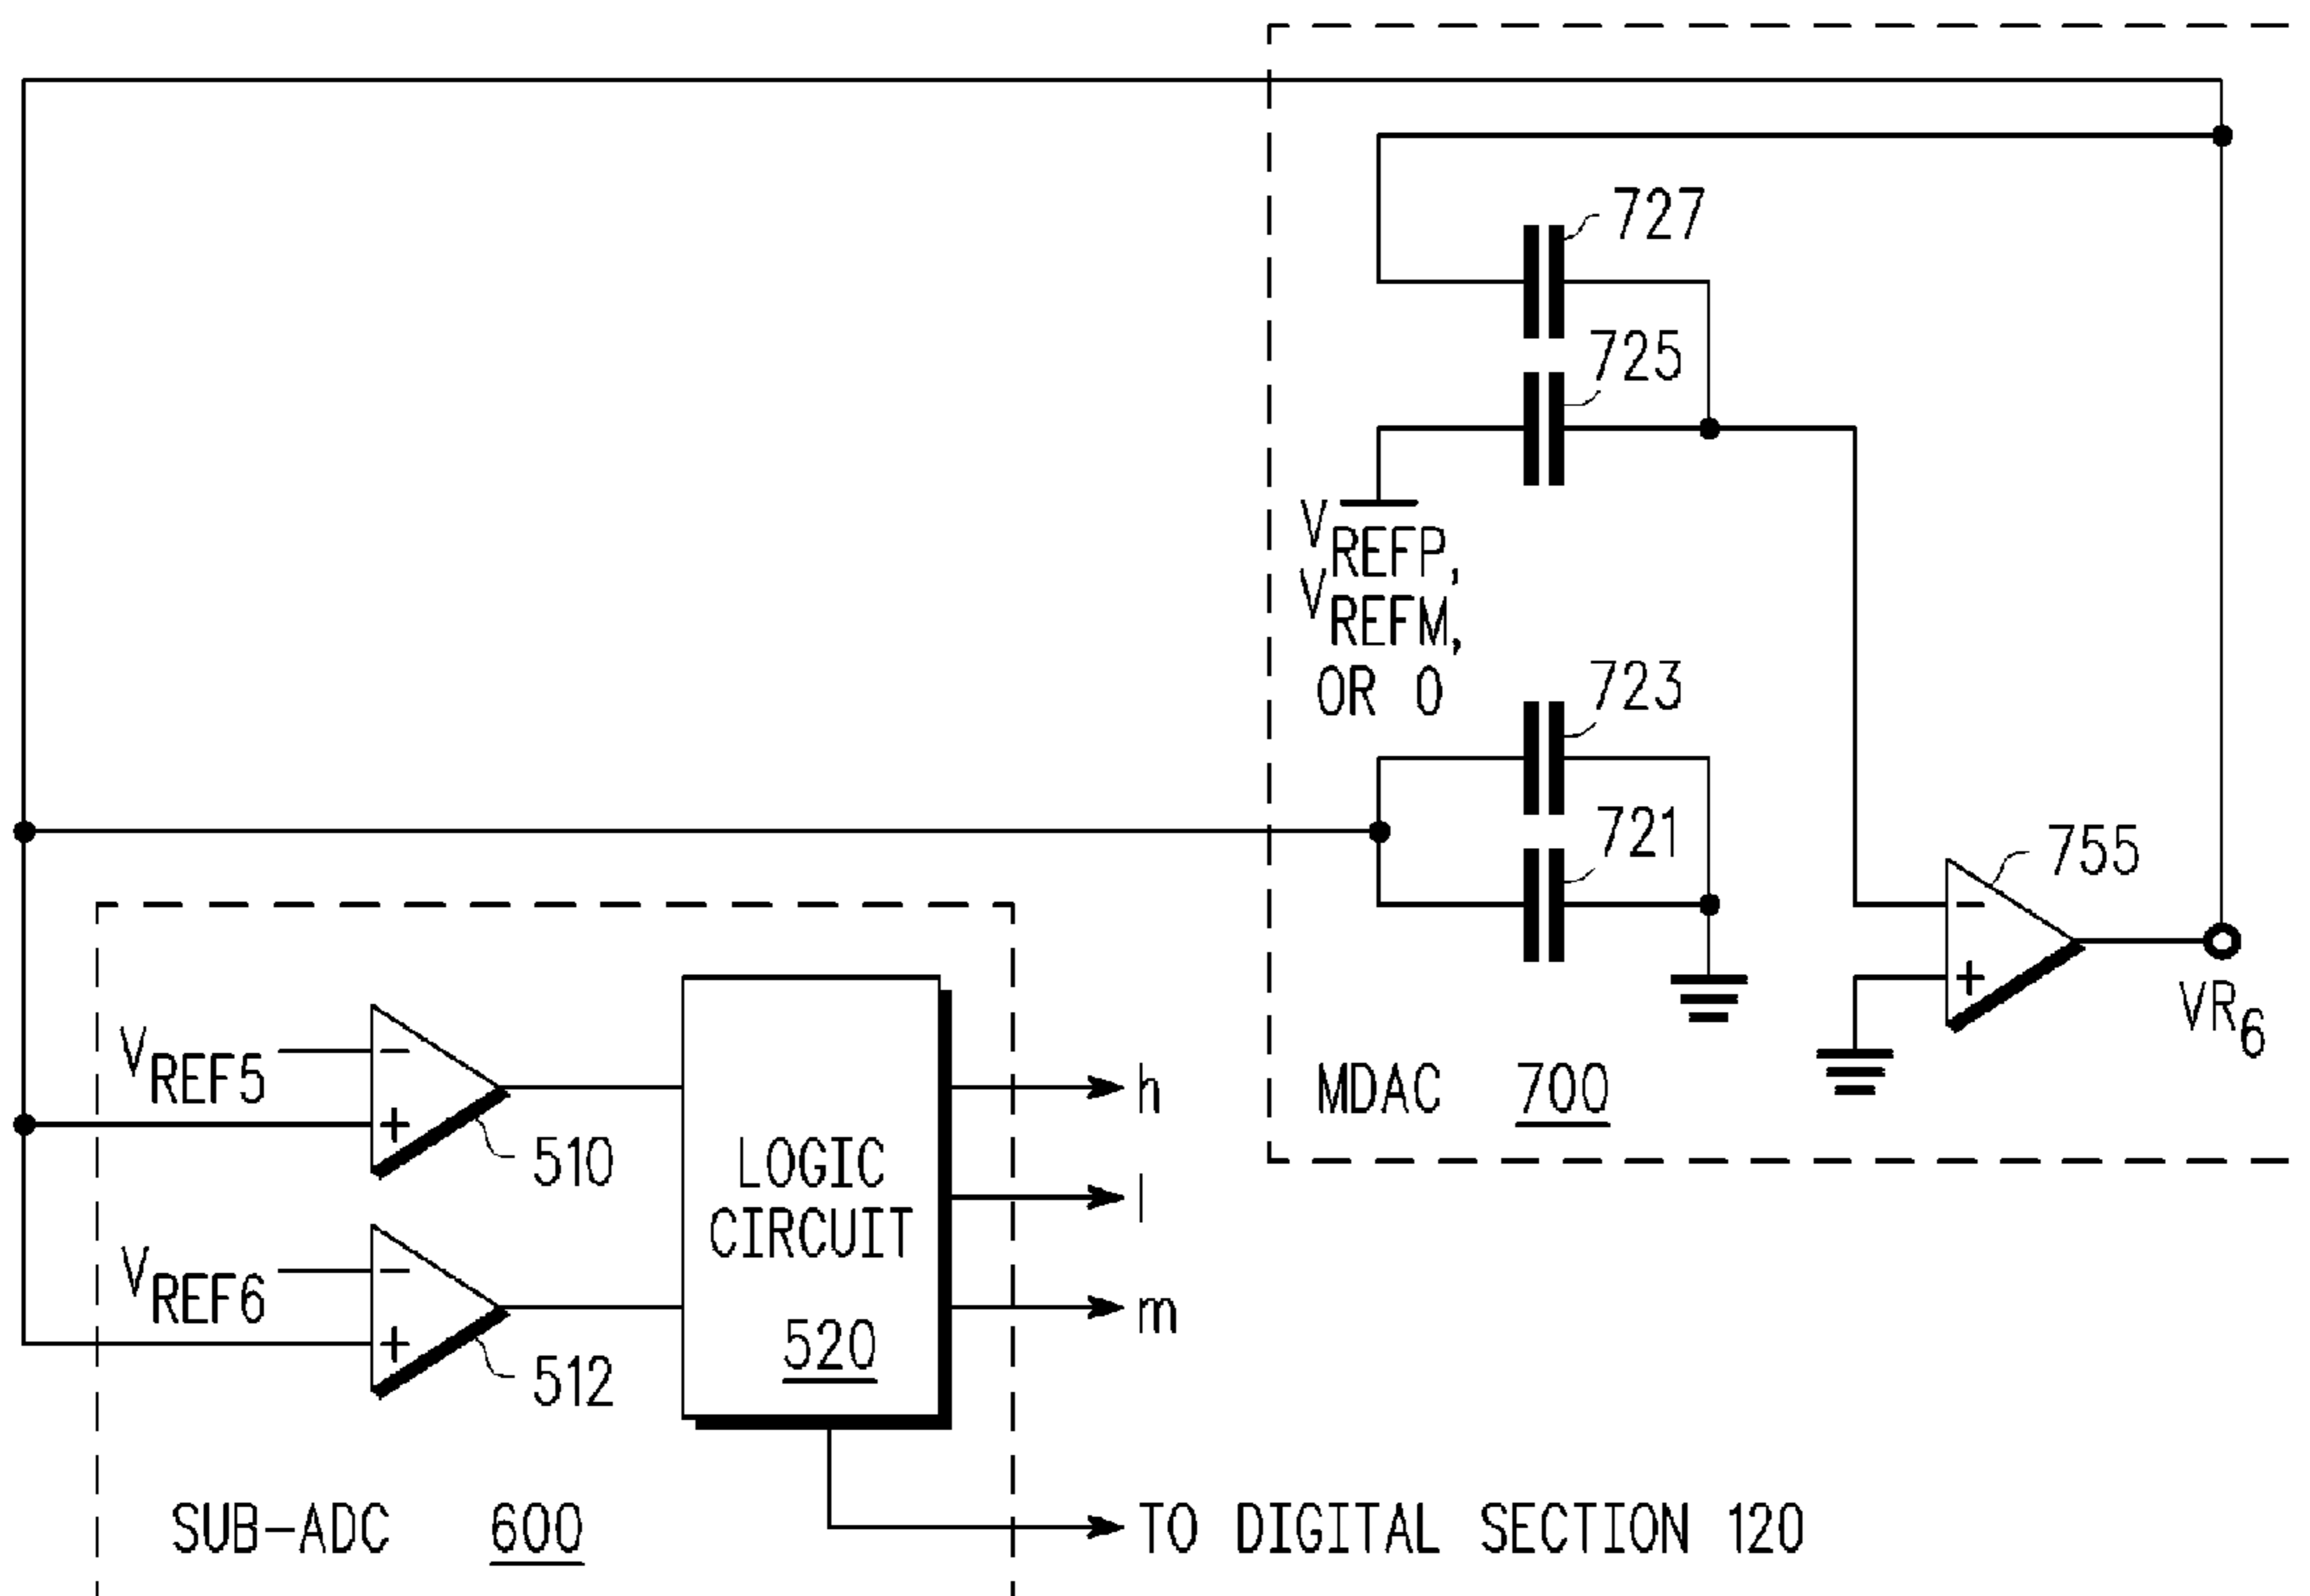 727
725
VREFP,
VREFM,
OR 0
723
721
755
−
+
VR6
MDAC 700
VREF5
−
+
510
VREF6
−
+
512
LOGIC
CIRCUIT
520
h
l
m
SUB-ADC 600
TO DIGITAL SECTION 120